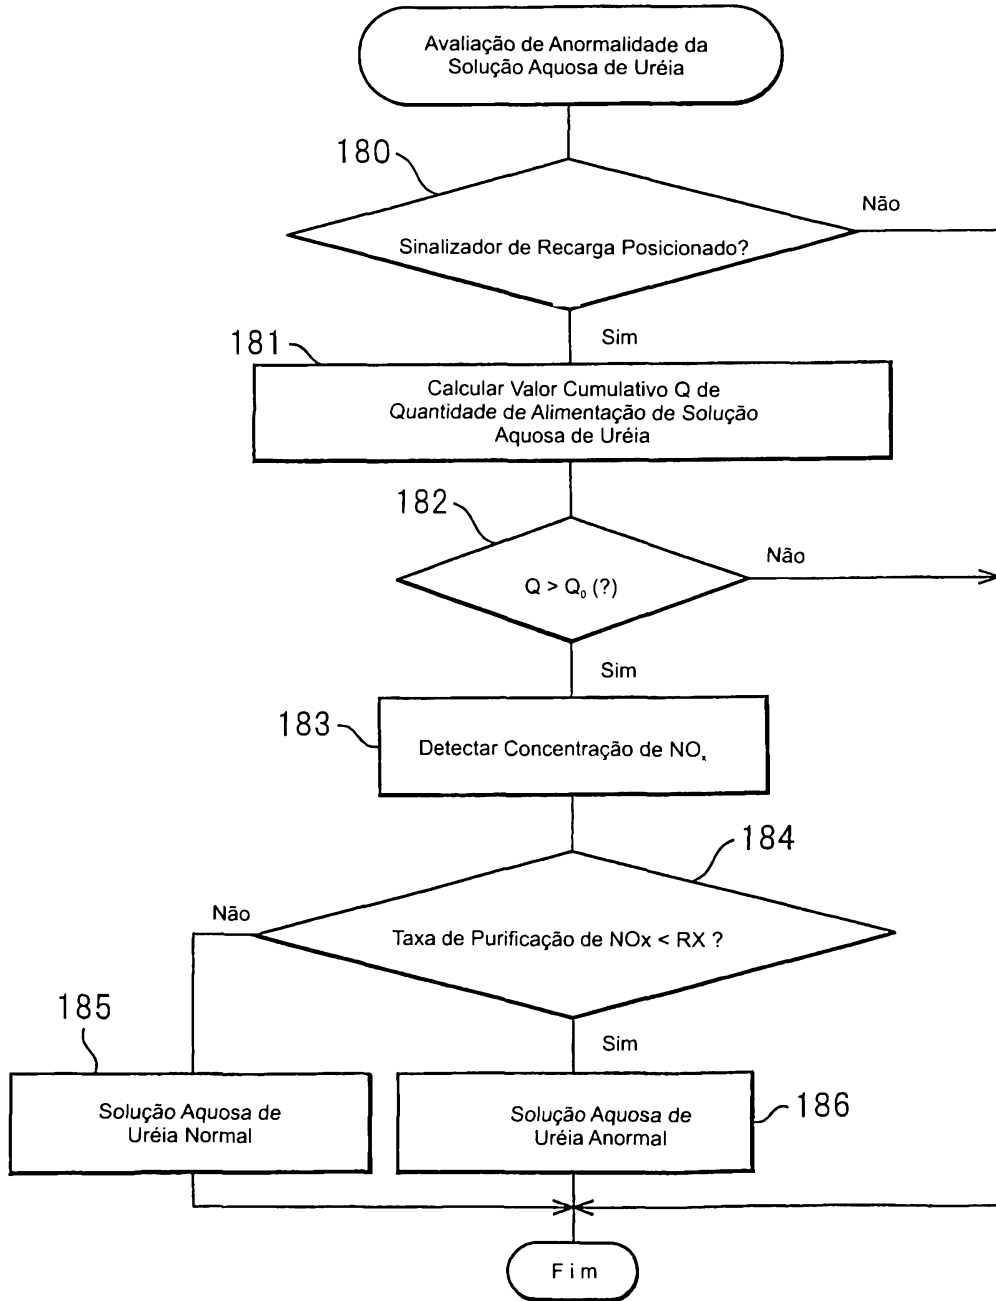 Avaliação de Anormalidade da
Solução Aquosa de Uréia
180
Não
Sinalizador de Recarga Posicionado?
Sim
181
Calcular Valor Cumulativo Q de
Quantidade de Alimentação de Solução
Aquosa de Uréia
182
Não
Q > Q₀ (?)
Sim
183
Detectar Concentração de NOₓ
184
Não
Taxa de Purificação de NOx < RX ?
185
Sim
Solução Aquosa de
Uréia Normal
Solução Aquosa de
Uréia Anormal
186
Fim